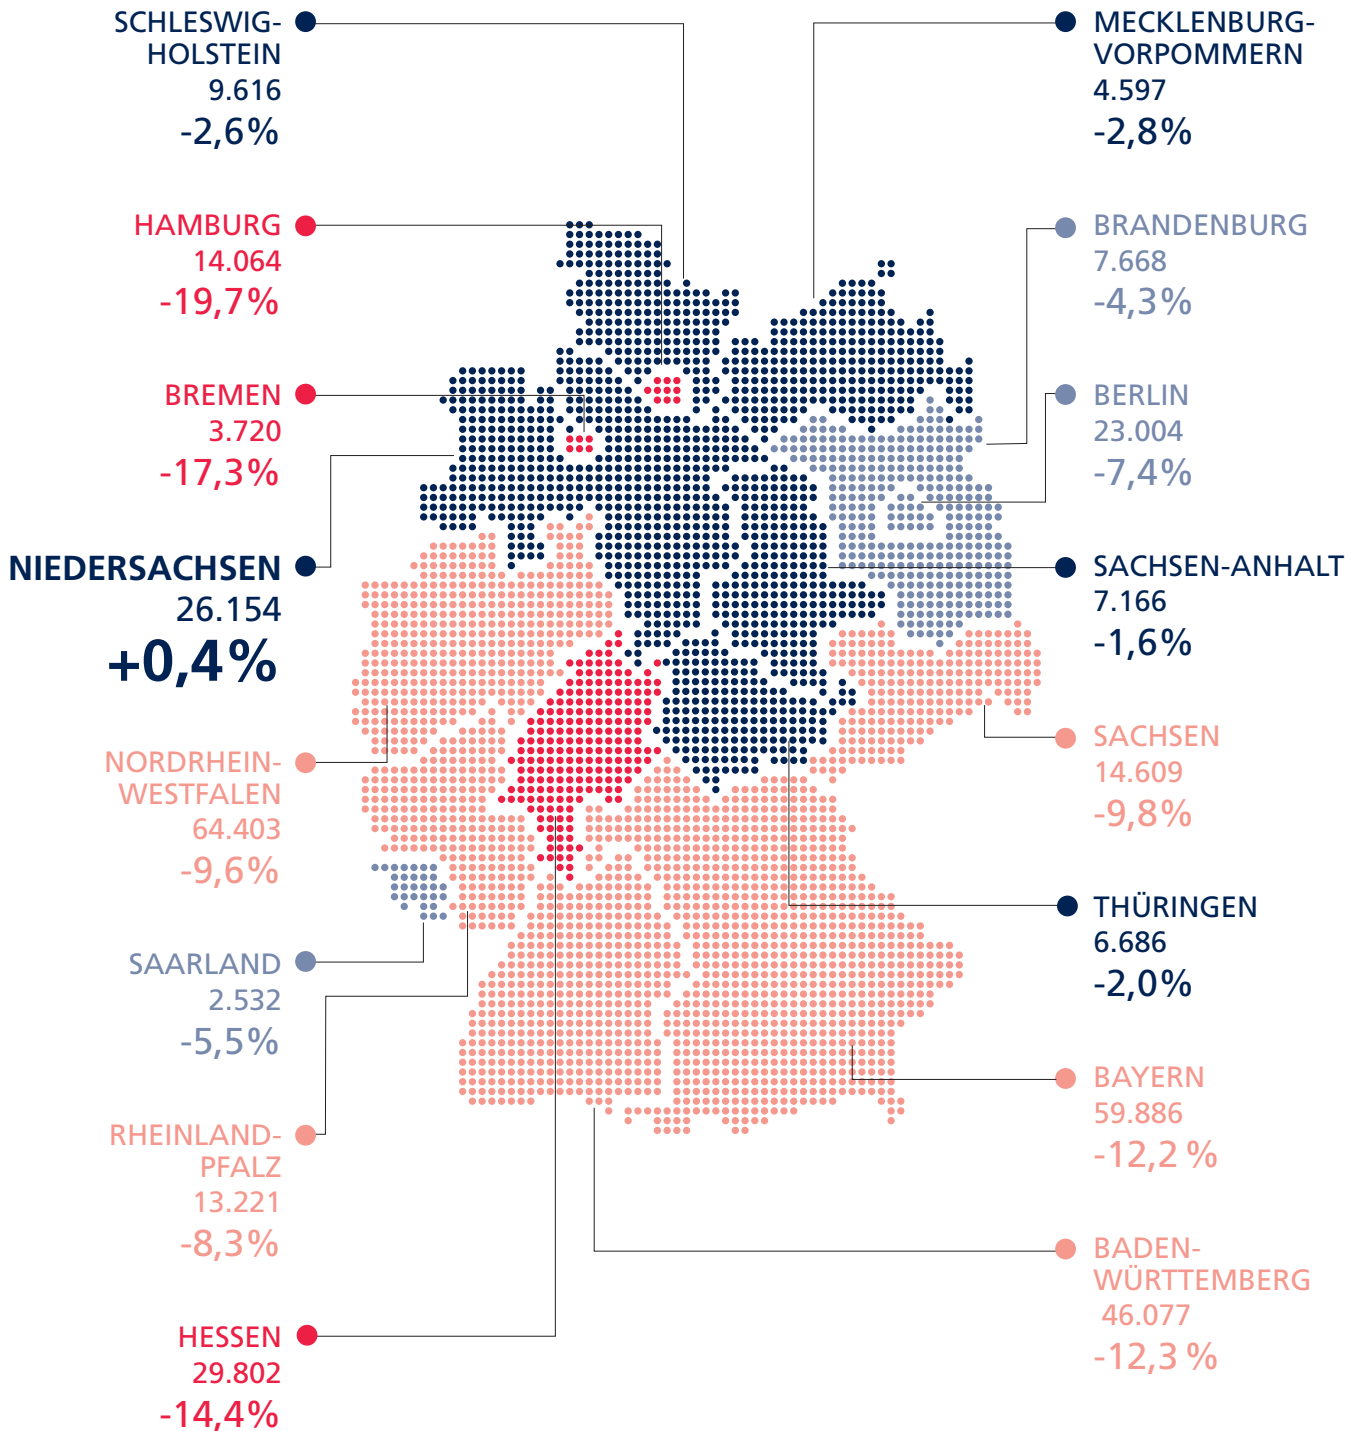 SCHLESWIG-
HOLSTEIN
9.616
-2,6%
HAMBURG
14.064
-19,7%
BREMEN
3.720
-17,3%
NIEDERSACHSEN
26.154
+0,4%
NORDRHEIN-
WESTFALEN
64.403
-9,6%
SAARLAND
2.532
-5,5%
RHEINLAND-
PFALZ
13.221
-8,3%
HESSEN
29.802
-14,4%
MECKLENBURG-
VORPOMMERN
4.597
-2,8%
BRANDENBURG
7.668
-4,3%
BERLIN
23.004
-7,4%
SACHSEN-ANHALT
7.166
-1,6%
SACHSEN
14.609
-9,8%
THÜRINGEN
6.686
-2,0%
BAYERN
59.886
-12,2 %
BADEN-
WÜRTTEMBERG
46.077
-12,3 %